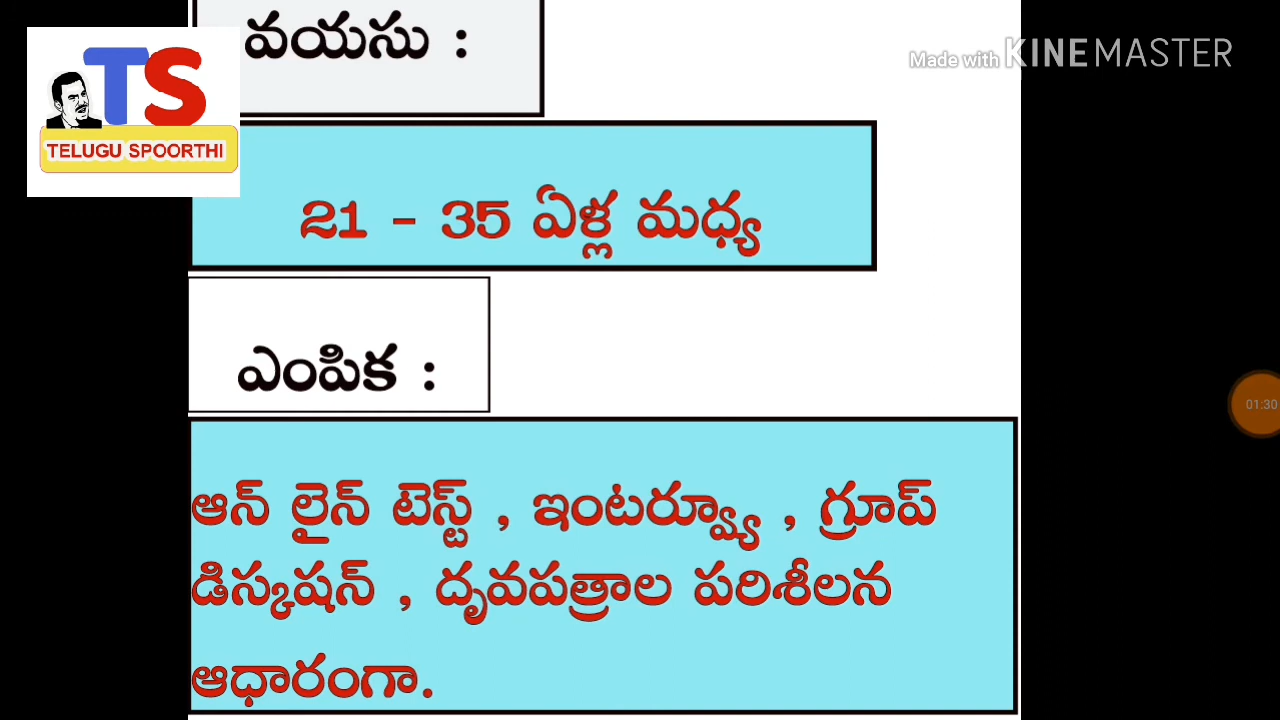 వయసు :
Made with KINEMASTER
TS
TELUGU SPOORTHI
21 - 35 ఏళ్ల మధ్య
ఎంపిక :
01:30
ఆన్ లైన్ టెస్ట్ , ఇంటర్వ్యూ , గ్రూప్
డిస్కషన్ , దృవపత్రాల పరిశీలన
ఆధారంగా.